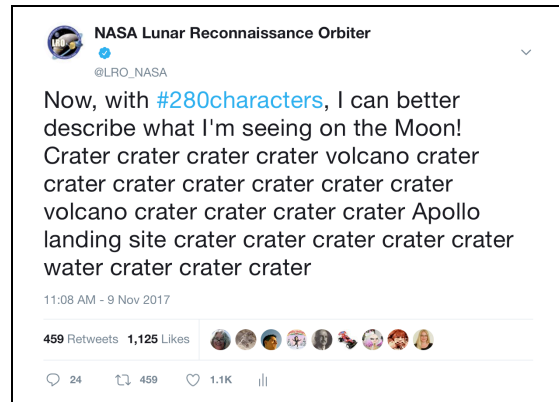 LRO
NASA Lunar Reconnaissance Orbiter
@LRO_NASA
Now, with #280characters, I can better
describe what I'm seeing on the Moon!
Crater crater crater crater volcano crater
crater crater crater crater crater crater
volcano crater crater crater crater Apollo
landing site crater crater crater crater crater
water crater crater crater
11:08 AM - 9 Nov 2017
459 Retweets 1,125 Likes
24 459 1.1K